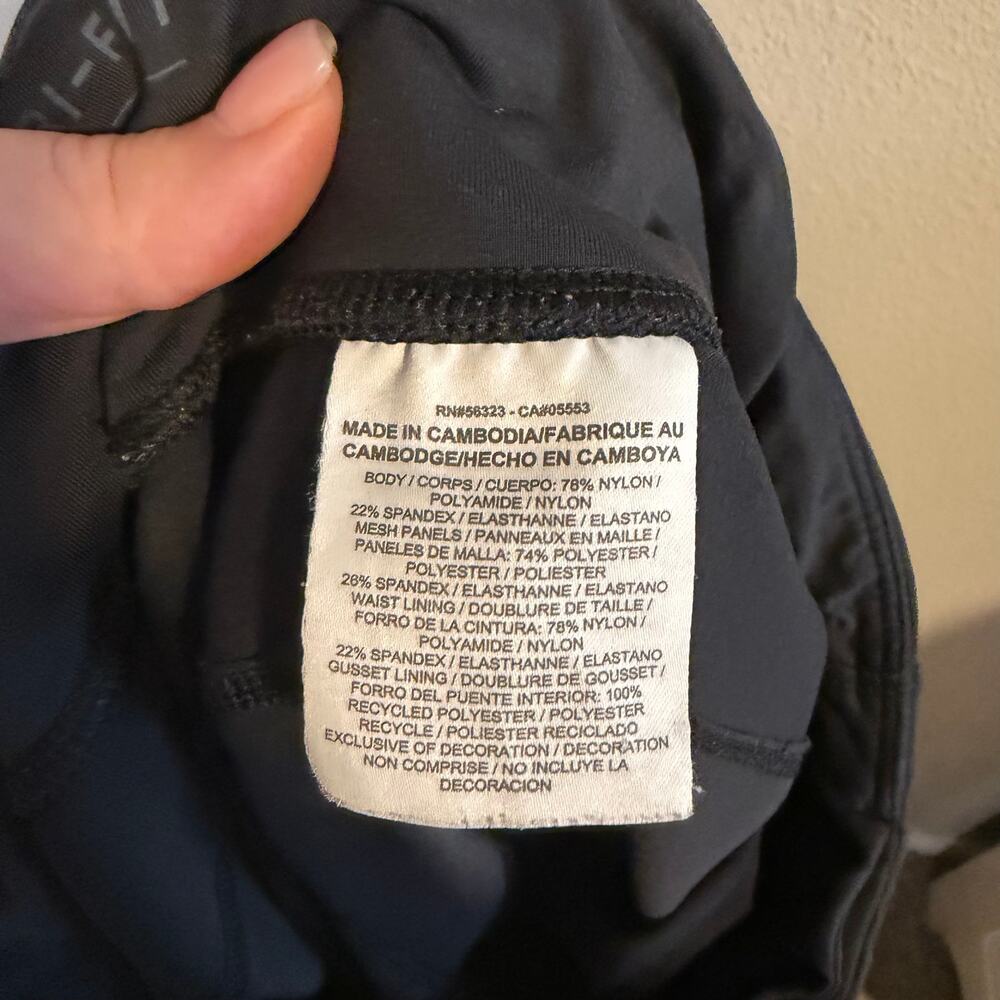 RI-FI
RN#56323 - CA#05553
MADE IN CAMBODIA/FABRIQUE AU
CAMBODGE/HECHO EN CAMBOYA
BODY / CORPS / CUERPO: 78% NYLON /
POLYAMIDE / NYLON
22% SPANDEX / ELASTHANNE / ELASTANO
MESH PANELS / PANNEAUX EN MAILLE /
PANELES DE MALLA: 74% POLYESTER /
POLYESTER / POLIESTER
26% SPANDEX / ELASTHANNE / ELASTANO
WAIST LINING / DOUBLURE DE TAILLE /
FORRO DE LA CINTURA: 78% NYLON /
POLYAMIDE / NYLON
22% SPANDEX / ELASTHANNE / ELASTANO
GUSSET LINING / DOUBLURE DE GOUSSET /
FORRO DEL PUENTE INTERIOR: 100%
RECYCLED POLYESTER / POLYESTER
RECYCLE / POLIESTER RECICLADO
EXCLUSIVE OF DECORATION / DECORATION
NON COMPRISE / NO INCLUYE LA
DECORACION